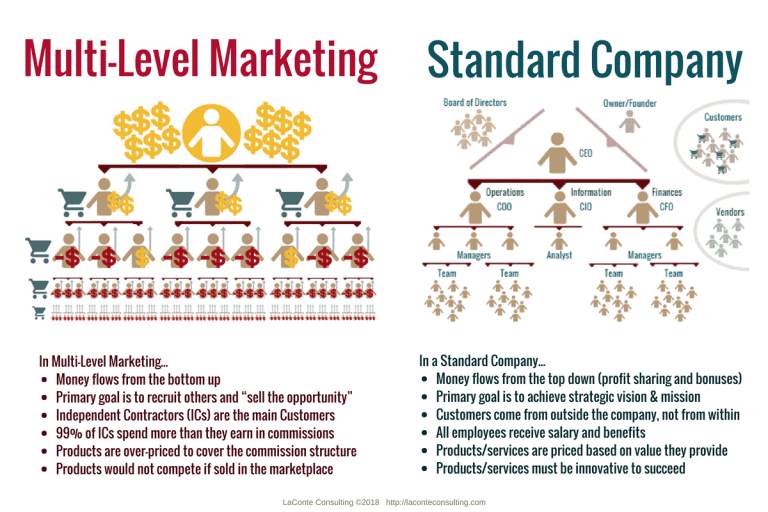 Multi-Level Marketing
$$$ $$$
$$$ $$$
$$ $$ $$
-$ -$ $ -$ -$ -$ $ -$ -$
In Multi-Level Marketing...
• Money flows from the bottom up
• Primary goal is to recruit others and “sell the opportunity”
• Independent Contractors (ICs) are the main Customers
• 99% of ICs spend more than they earn in commissions
• Products are over-priced to cover the commission structure
• Products would not compete if sold in the marketplace
Standard Company
Board of Directors
Owner/Founder
Customers
CEO
Operations
COO
Information
CIO
Finances
CFO
Vendors
Managers
Analyst
Managers
Team
Team
Team
Team
In a Standard Company...
• Money flows from the top down (profit sharing and bonuses)
• Primary goal is to achieve strategic vision & mission
• Customers come from outside the company, not from within
• All employees receive salary and benefits
• Products/services are priced based on value they provide
• Products/services must be innovative to succeed
LaConte Consulting ©2018 http://laconteconsulting.com